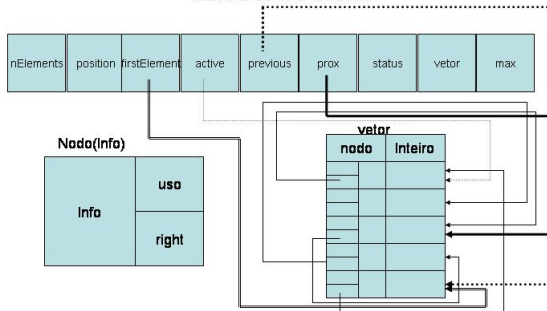 nElements position firstElement active previous prox status vetor max
Nodo(Info)
vetor
nodo Inteiro
Info uso
right